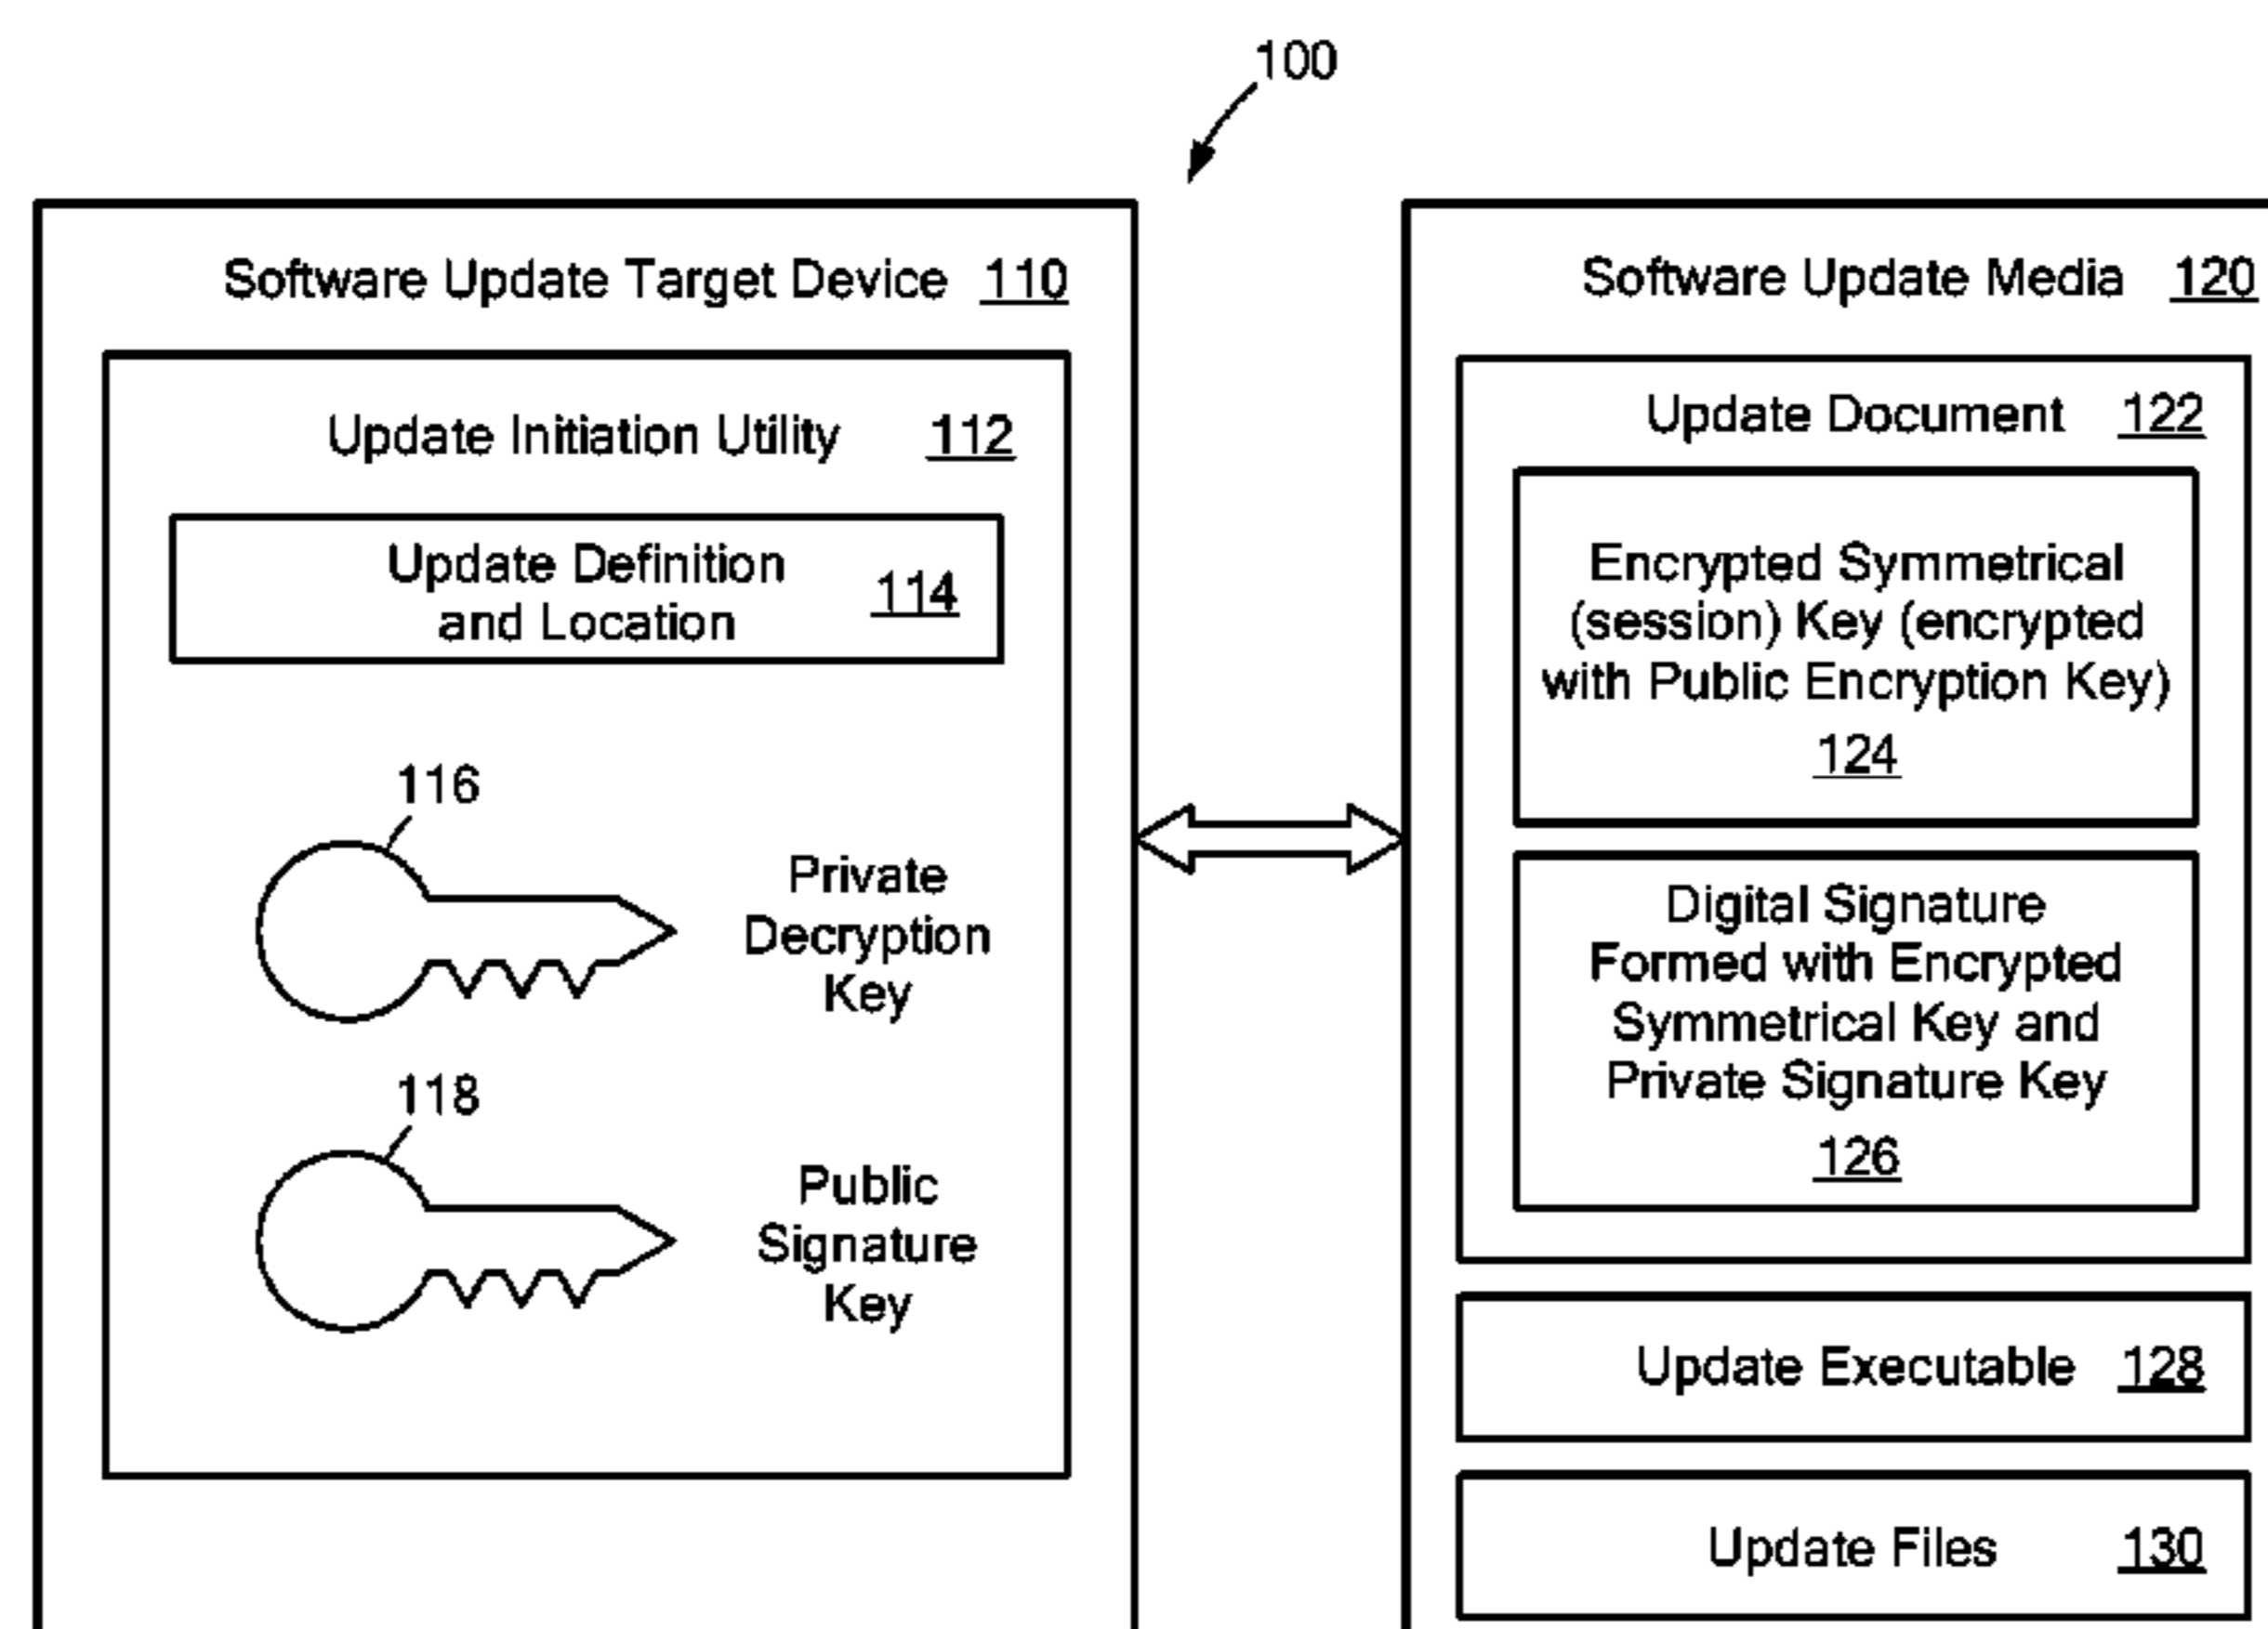 100
Software Update Target Device 110
Update Initiation Utility 112
Update Definition
and Location
114
116
Private
Decryption
Key
118
Public
Signature
Key
Software Update Media 120
Update Document 122
Encrypted Symmetrical
(session) Key (encrypted
with Public Encryption Key)
124
Digital Signature
Formed with Encrypted
Symmetrical Key and
Private Signature Key
126
Update Executable 128
Update Files 130